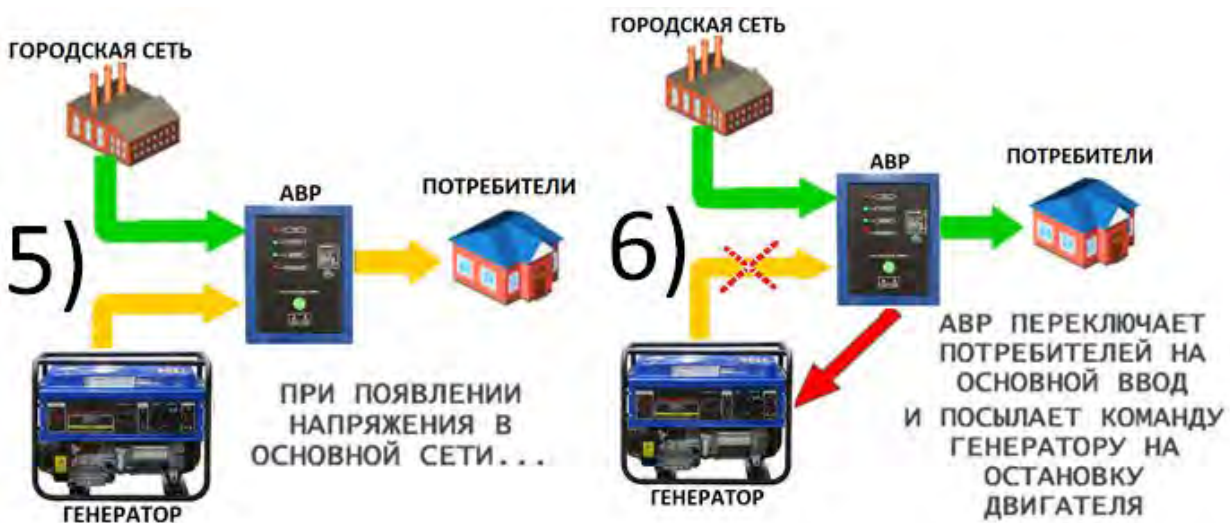 ГОРОДСКАЯ СЕТЬ
АВР
ПОТРЕБИТЕЛИ
5)
ПРИ ПОЯВЛЕНИИ
НАПРЯЖЕНИЯ В
ОСНОВНОЙ СЕТИ...
ГЕНЕРАТОР
ГОРОДСКАЯ СЕТЬ
АВР
ПОТРЕБИТЕЛИ
6)
АВР ПЕРЕКЛЮЧАЕТ
ПОТРЕБИТЕЛЕЙ НА
ОСНОВНОЙ ВВОД
И ПОСЫЛАЕТ КОМАНДУ
ГЕНЕРАТОРУ НА
ОСТАНОВКУ
ДВИГАТЕЛЯ
ГЕНЕРАТОР